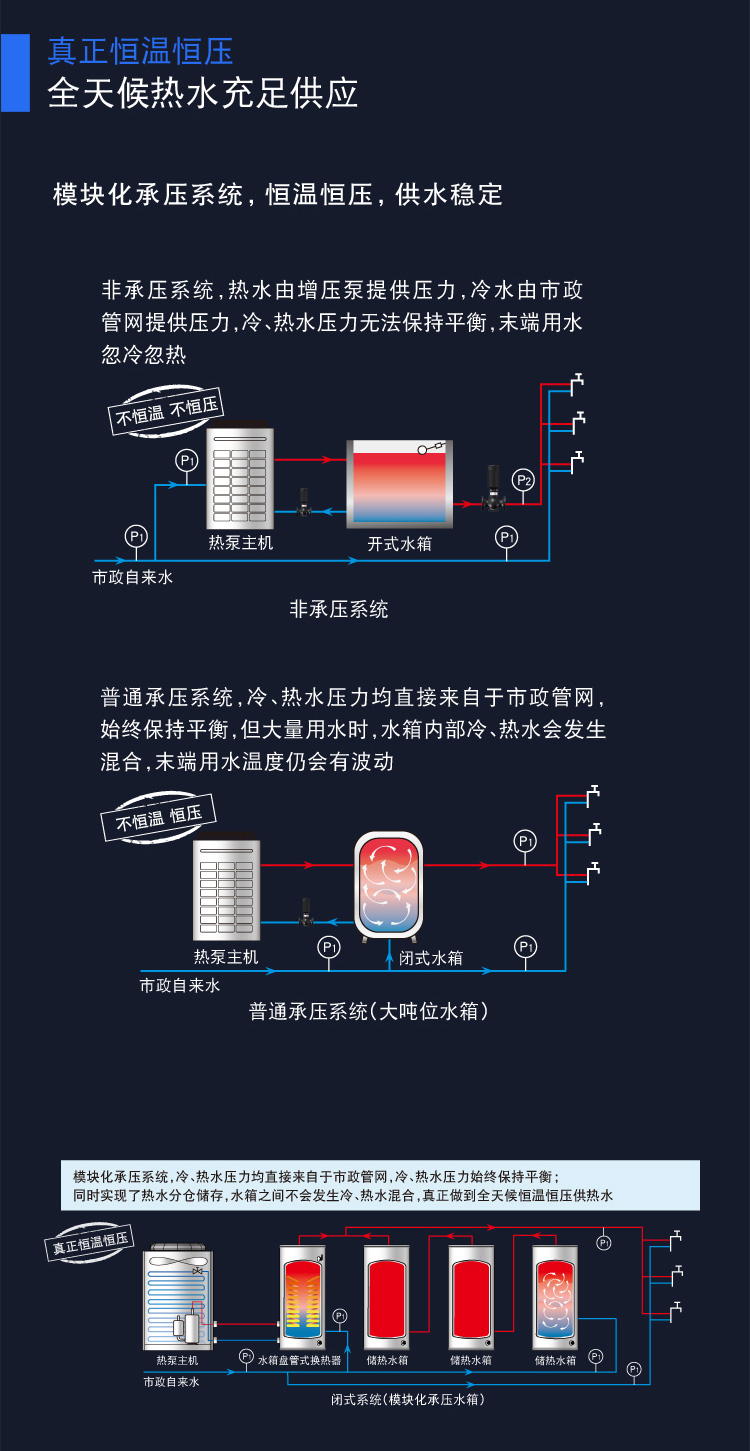 真正恒温恒压
全天候热水充足供应
模块化承压系统, 恒温恒压, 供水稳定
非承压系统,热水由增压泵提供压力,冷水由市政
管网提供压力,冷、热水压力无法保持平衡,末端用水
忽冷忽热
不恒温 不恒压
P1
P2
P1
P1
热泵主机
开式水箱
市政自来水
非承压系统
普通承压系统,冷、热水压力均直接来自于市政管网,
始终保持平衡,但大量用水时,水箱内部冷、热水会发生
混合,末端用水温度仍会有波动
不恒温 恒压
P1
P1
P1
热泵主机
闭式水箱
市政自来水
普通承压系统(大吨位水箱)
模块化承压系统,冷、热水压力均直接来自于市政管网,冷、热水压力始终保持平衡;
同时实现了热水分仓储存,水箱之间不会发生冷、热水混合,真正做到全天候恒温恒压供热水
真正恒温恒压
P1
P1
热泵主机
P1
水箱盘管式换热器
储热水箱
储热水箱
储热水箱
P1
P1
市政自来水
闭式系统(模块化承压水箱)